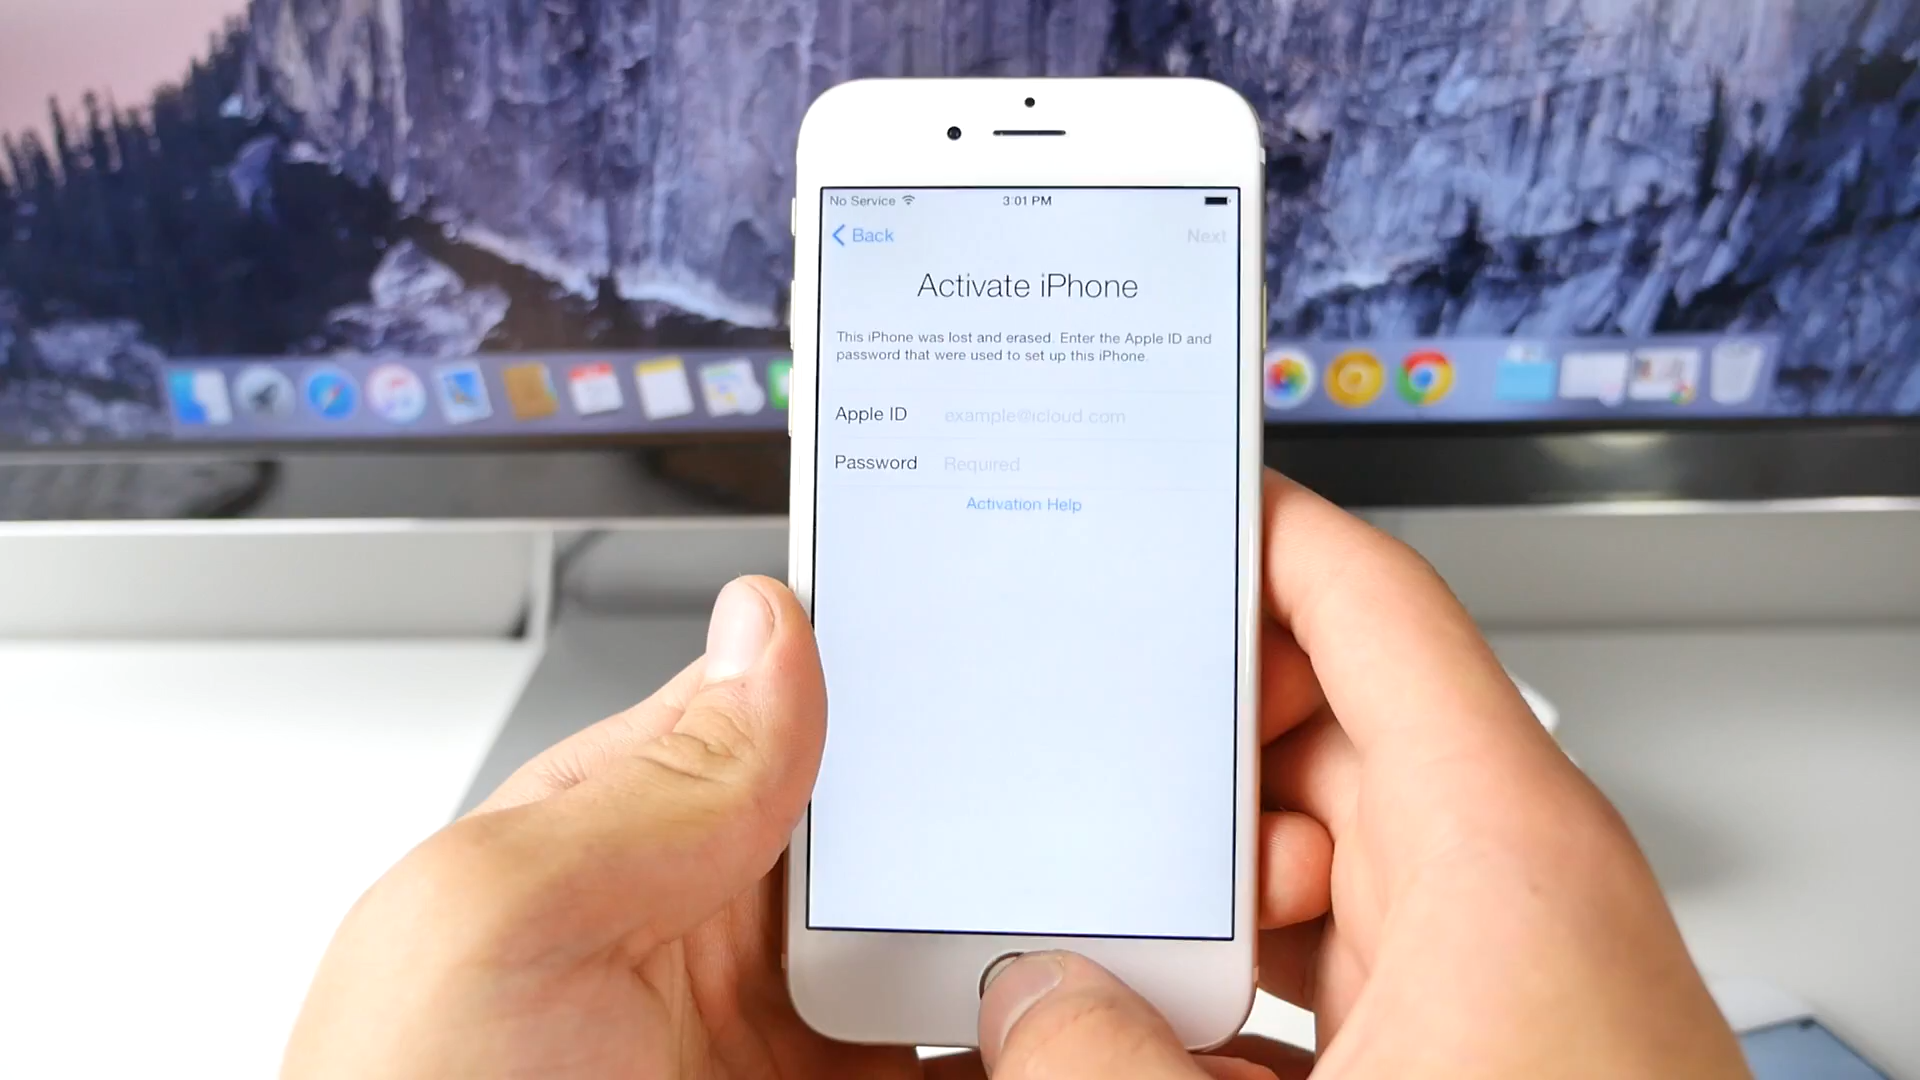 No Service 3:01 PM
Back Next
Activate iPhone
This iPhone was lost and erased. Enter the Apple ID and
password that were used to set up this iPhone.
Apple ID example@icloud.com
Password Required
Activation Help